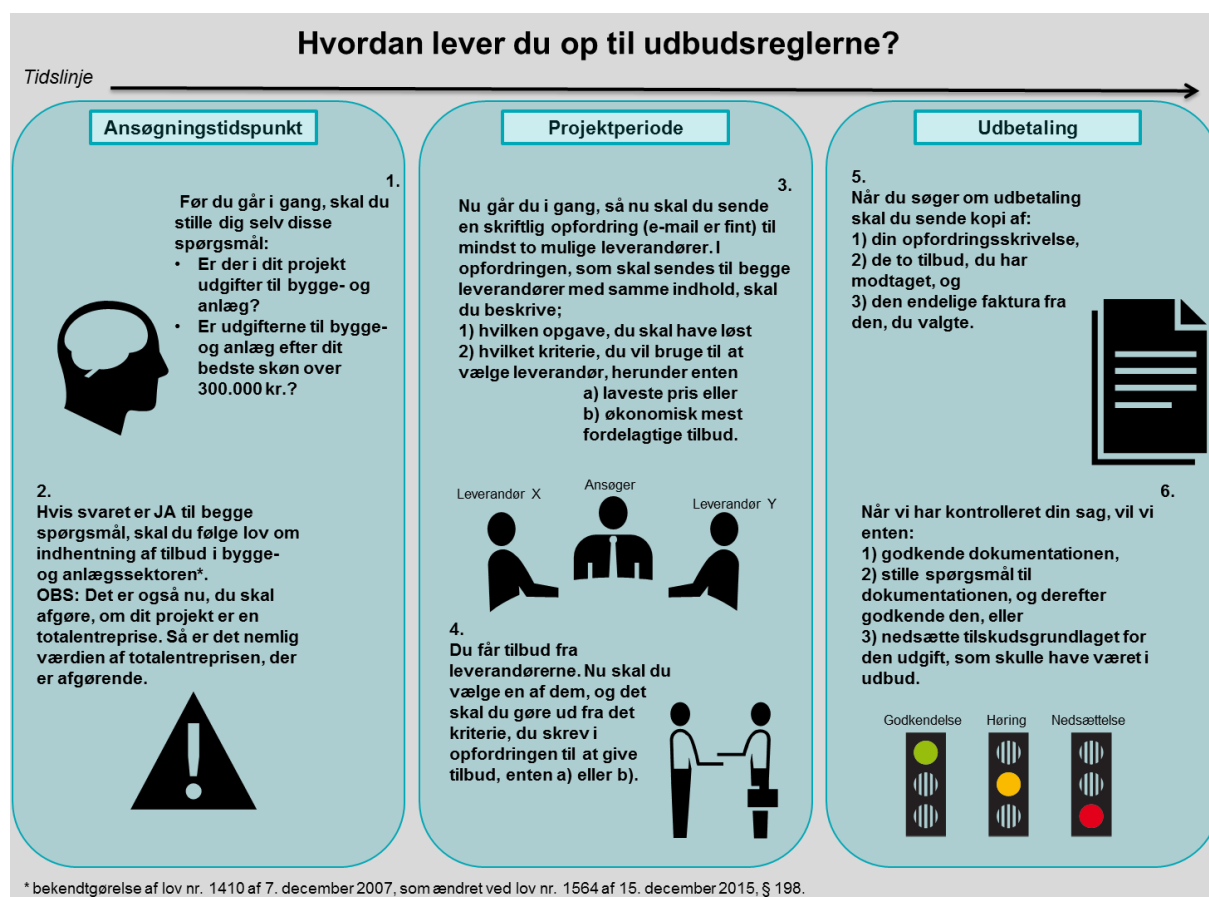 Hvordan lever du op til udbudsreglerne?
Tidslinje
Ansøgningstidspunkt
1.
Før du går i gang, skal du
stille dig selv disse
spørgsmål:
• Er der i dit projekt
udgifter til bygge- og
anlæg?
• Er udgifterne til bygge-
og anlæg efter dit
bedste skøn over
300.000 kr.?
2.
Hvis svaret er JA til begge
spørgsmål, skal du følge lov om
indhentning af tilbud i bygge-
og anlægssektoren*.
OBS: Det er også nu, du skal
afgøre, om dit projekt er en
totalentreprise. Så er det nemlig
værdien af totalentreprisen, der
er afgørende.
Projektperiode
3.
Nu går du i gang, så nu skal du sende
en skriftlig opfordring (e-mail er fint) til
mindst to mulige leverandører. I
opfordringen, som skal sendes til begge
leverandører med samme indhold, skal
du beskrive;
1) hvilken opgave, du skal have løst
2) hvilket kriterie, du vil bruge til at
vælge leverandør, herunder enten
a) laveste pris eller
b) økonomisk mest
fordelagtige tilbud.
Leverandør X
Ansøger
Leverandør Y
4.
Du får tilbud fra
leverandørerne. Nu skal du
vælge en af dem, og det
skal du gøre ud fra det
kriterie, du skrev i
opfordringen til at give
tilbud, enten a) eller b).
Udbetaling
5.
Når du søger om udbetaling
skal du sende kopi af:
1) din opfordringsskrivelse,
2) de to tilbud, du har
modtaget, og
3) den endelige faktura fra
den, du valgte.
6.
Når vi har kontrolleret din sag, vil vi
enten:
1) godkende dokumentationen,
2) stille spørgsmål til
dokumentationen, og derefter
godkende den, eller
3) nedsætte tilskudsgrundlaget for
den udgift, som skulle have været i
udbud.
Godkendelse
Høring
Nedsættelse
* bekendtgørelse af lov nr. 1410 af 7. december 2007, som ændret ved lov nr. 1564 af 15. december 2015, § 198.